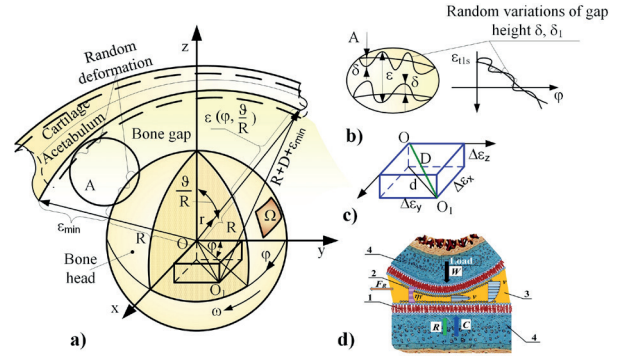 a)
Random
deformation
Cartilage
Acetabulum
z
Bone gap
ε (φ, ϑ/R)
R+D+εmin
A
εmin
R
Bone
head
ϑ/R
r
R
Ω
O
φ
y
φ
O1
x
ω
Random variations of gap
height δ, δ1
A
δ
ε
δ
εt1s
φ
b)
O
D
Δεz
d
Δεx
c)
Δεy
O1
4
Load
W
2
FR
v
v
3
1
R
C
4
d)